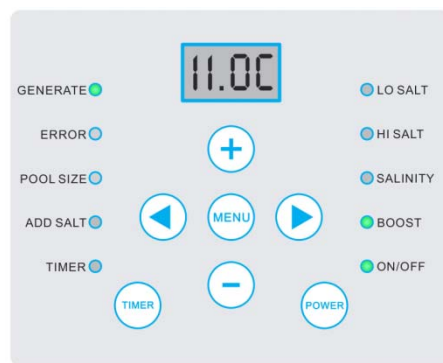 11.0C
GENERATE
ERROR
POOL SIZE
ADD SALT
TIMER
LO SALT
HI SALT
SALINITY
BOOST
ON/OFF
+
MENU
−
TIMER
POWER